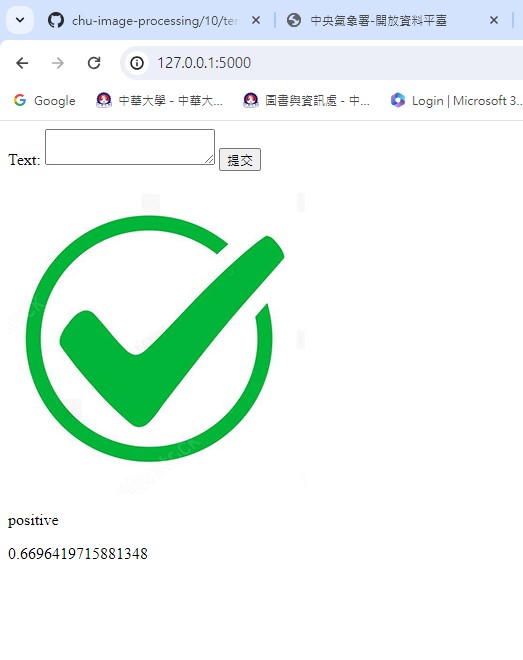 chu-image-processing/10/ter
中央氣象署-開放資料平臺
127.0.0.1:5000
Google
中華大學 - 中華大...
圖書與資訊處 - 中...
Login | Microsoft 3...
Text:
提交
positive
0.6696419715881348